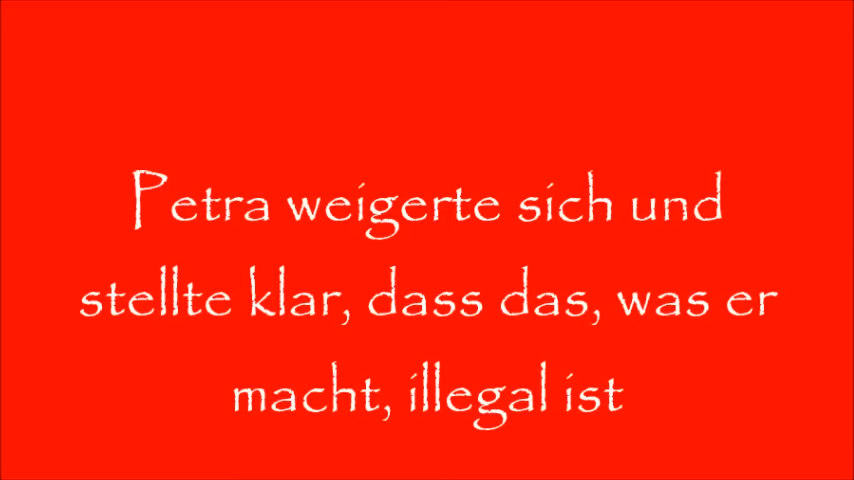 Petra weigerte sich und
stellte klar, dass das, was er
macht, illegal ist